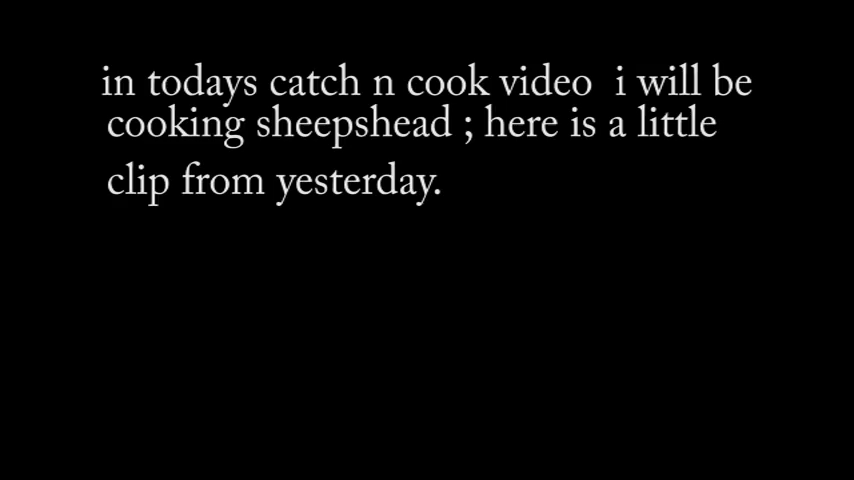 in todays catch n cook video  i will be
cooking sheepshead ; here is a little
clip from yesterday.